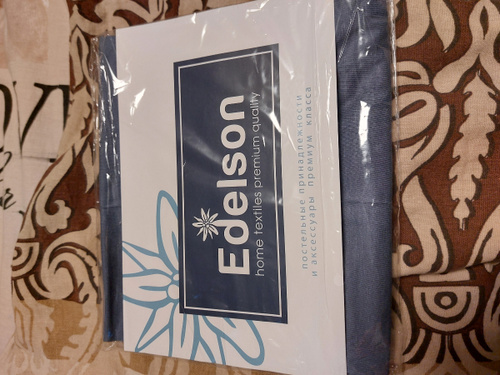 Edelson
home textiles premium quality
постельные принадлежности
и аксессуары премиум класса